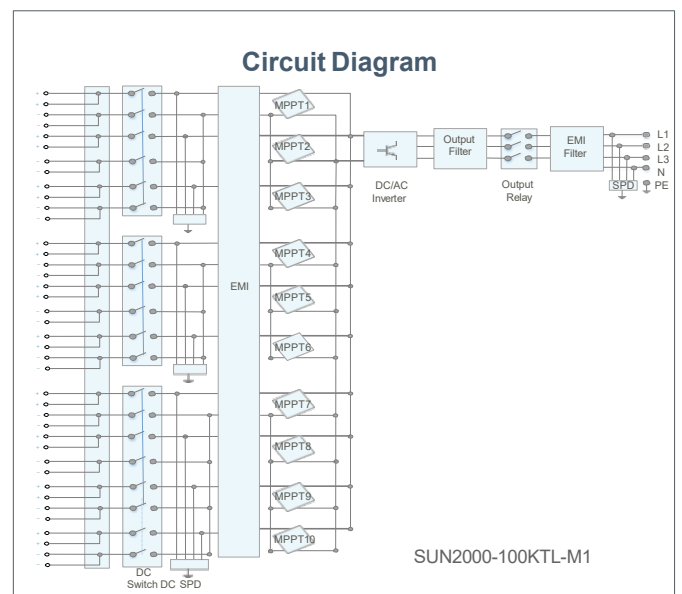 Circuit Diagram
MPPT1
MPPT2
MPPT3
MPPT4
MPPT5
MPPT6
MPPT7
MPPT8
MPPT9
MPPT10
EMI
DC
Switch DC SPD
DC/AC
Inverter
Output
Filter
Output
Relay
EMI
Filter
SPD
L1
L2
L3
N
PE
SUN2000-100KTL-M1